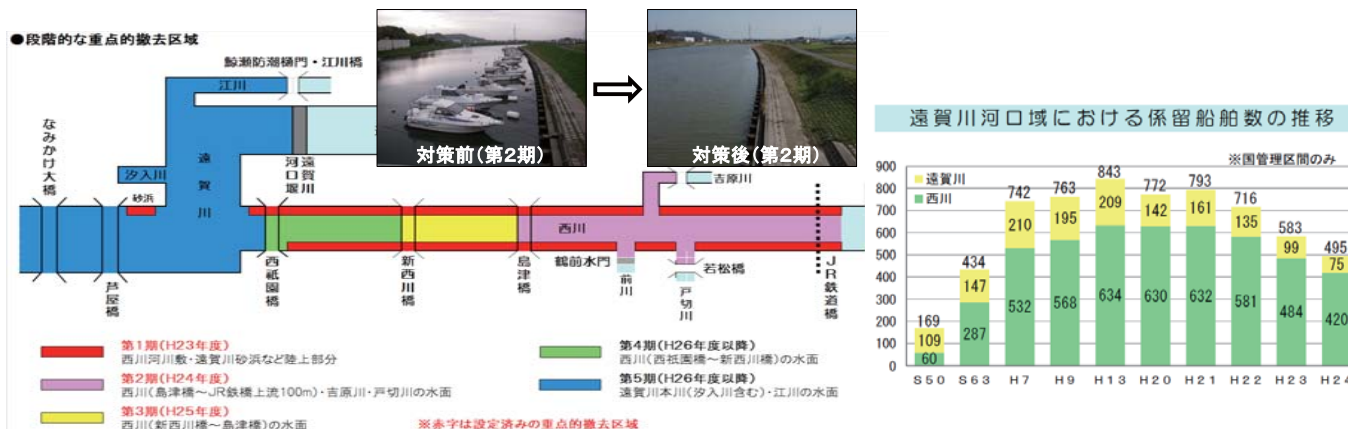 ●段階的な重点的撤去区域
鯨瀬防潮樋門・江川橋
江川
なみかけ大橋
汐入川
砂浜
遠賀川
遠賀川
河口堰
対策前(第2期)
対策後(第2期)
吉原川
西川
芦屋橋
西祇園橋
新西川橋
島津橋
鶴前水門
前川
若松橋
戸切川
JR鉄道橋
第1期(H23年度)
西川河川敷・遠賀川砂浜など陸上部分
第2期(H24年度)
西川(島津橋~JR鉄橋上流100m)・吉原川・戸切川の水面
第3期(H25年度)
西川(新西川橋~島津橋)の水面
第4期(H26年度以降)
西川(西祇園橋~新西川橋)の水面
第5期(H26年度以降)
遠賀川本川(汐入川含む)・江川の水面
※赤字は設定済みの重点的撤去区域
遠賀川河口域における係留船舶数の推移
※国管理区間のみ
遠賀川
西川
900
800
700
600
500
400
300
200
100
0
169 434 742 763 843 772 793 716 583 495
109 147 210 195 209 142 161 135 99 75
60 287 532 568 634 630 632 581 484 420
S50 S63 H7 H9 H13 H20 H21 H22 H23 H24